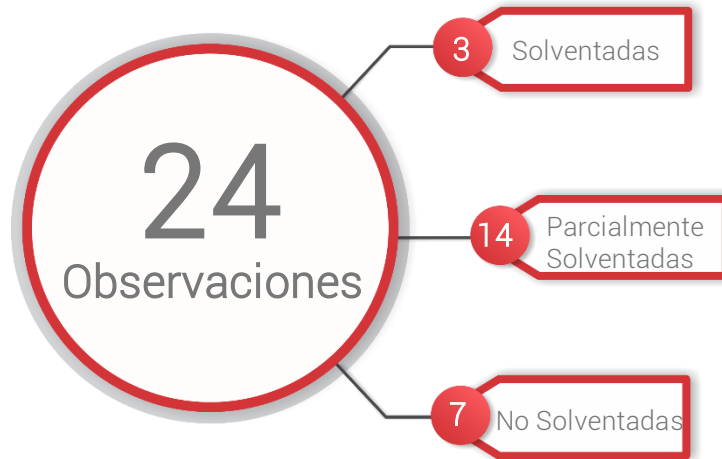 24
Observaciones
3
Solventadas
14
Parcialmente
Solventadas
7
No Solventadas